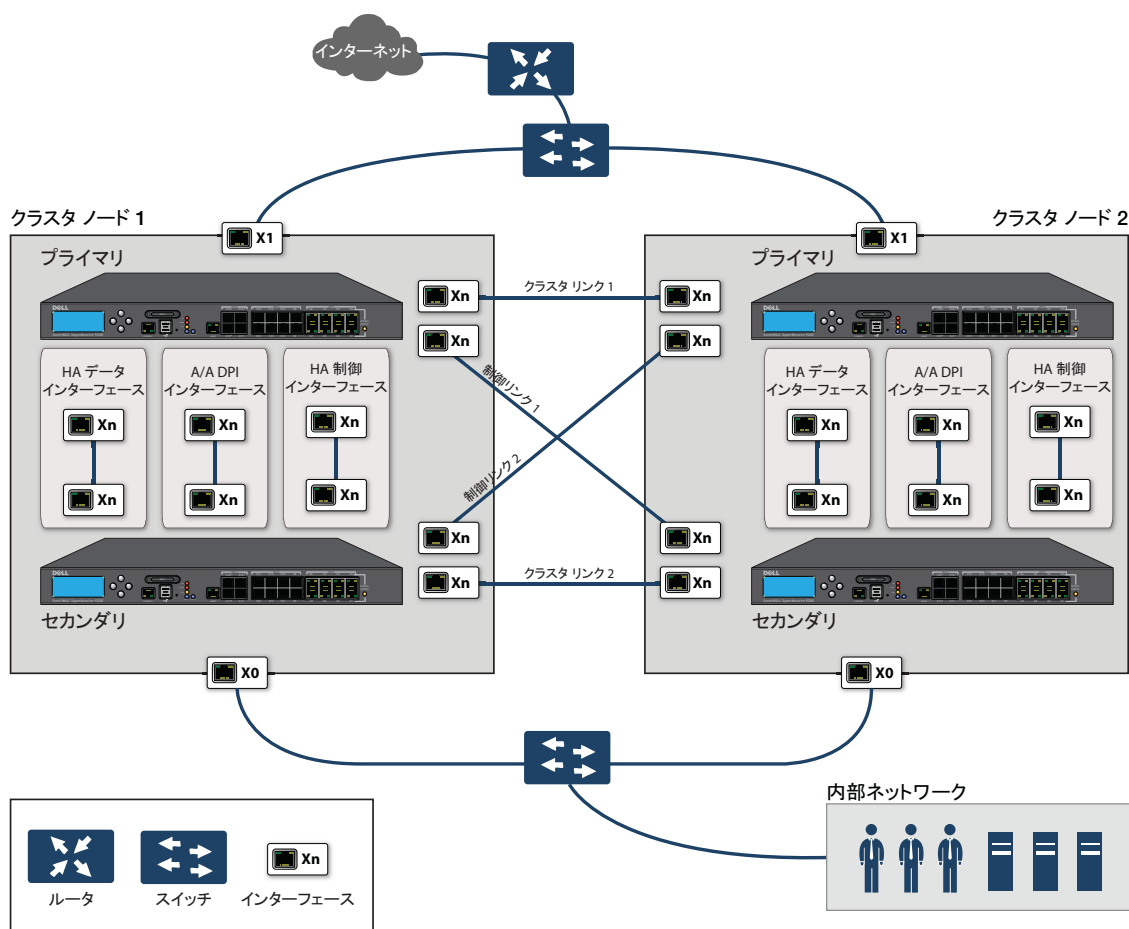 インターネット
クラスタ ノード 1
クラスタ ノード 2
X1
X1
プライマリ
プライマリ
DELL
DELL
Xn
クラスタ リンク 1
Xn
Xn
Xn
HA データ
インターフェース
A/A DPI
インターフェース
HA 制御
インターフェース
制御リンク 1
制御リンク 2
HA データ
インターフェース
A/A DPI
インターフェース
HA 制御
インターフェース
Xn
Xn
Xn
Xn
Xn
Xn
Xn
Xn
Xn
Xn
Xn
Xn
Xn
Xn
DELL
DELL
Xn
クラスタ リンク 2
Xn
セカンダリ
セカンダリ
X0
X0
内部ネットワーク
Xn
ルータ
スイッチ
インターフェース